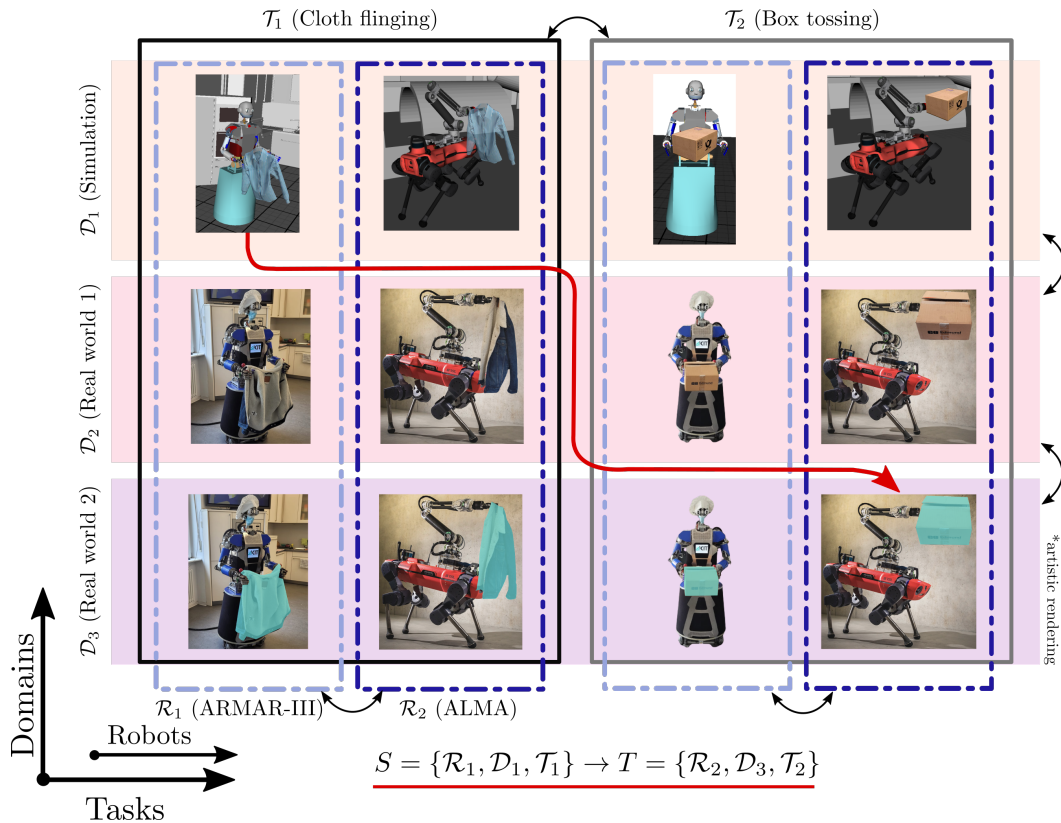 𝒯₁ (Cloth flinging)
𝒯₂ (Box tossing)
𝒟₁ (Simulation)
𝒟₂ (Real world 1)
𝒟₃ (Real world 2)
*artistic rendering
ℛ₁ (ARMAR-III)
ℛ₂ (ALMA)
Domains
Robots
Tasks
S = {ℛ₁, 𝒟₁, 𝒯₁} → T = {ℛ₂, 𝒟₃, 𝒯₂}